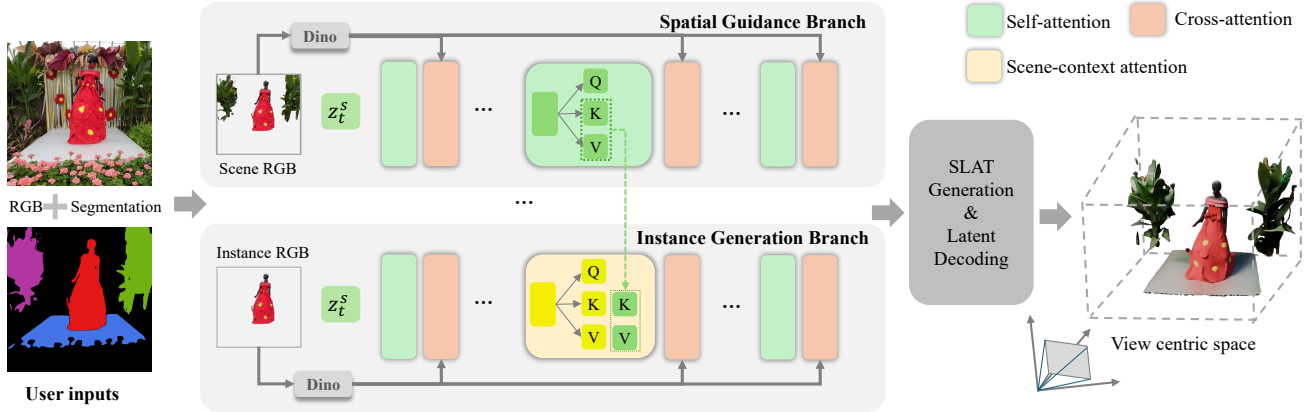 Spatial Guidance Branch
Dino
Self-attention
Cross-attention
Scene-context attention
Q
K
V
z_t^s
...
...
Scene RGB
RGB
Segmentation
...
SLAT
Generation
&
Latent
Decoding
Instance Generation Branch
Instance RGB
Q
K
K
V
V
z_t^s
...
...
Dino
View centric space
User inputs